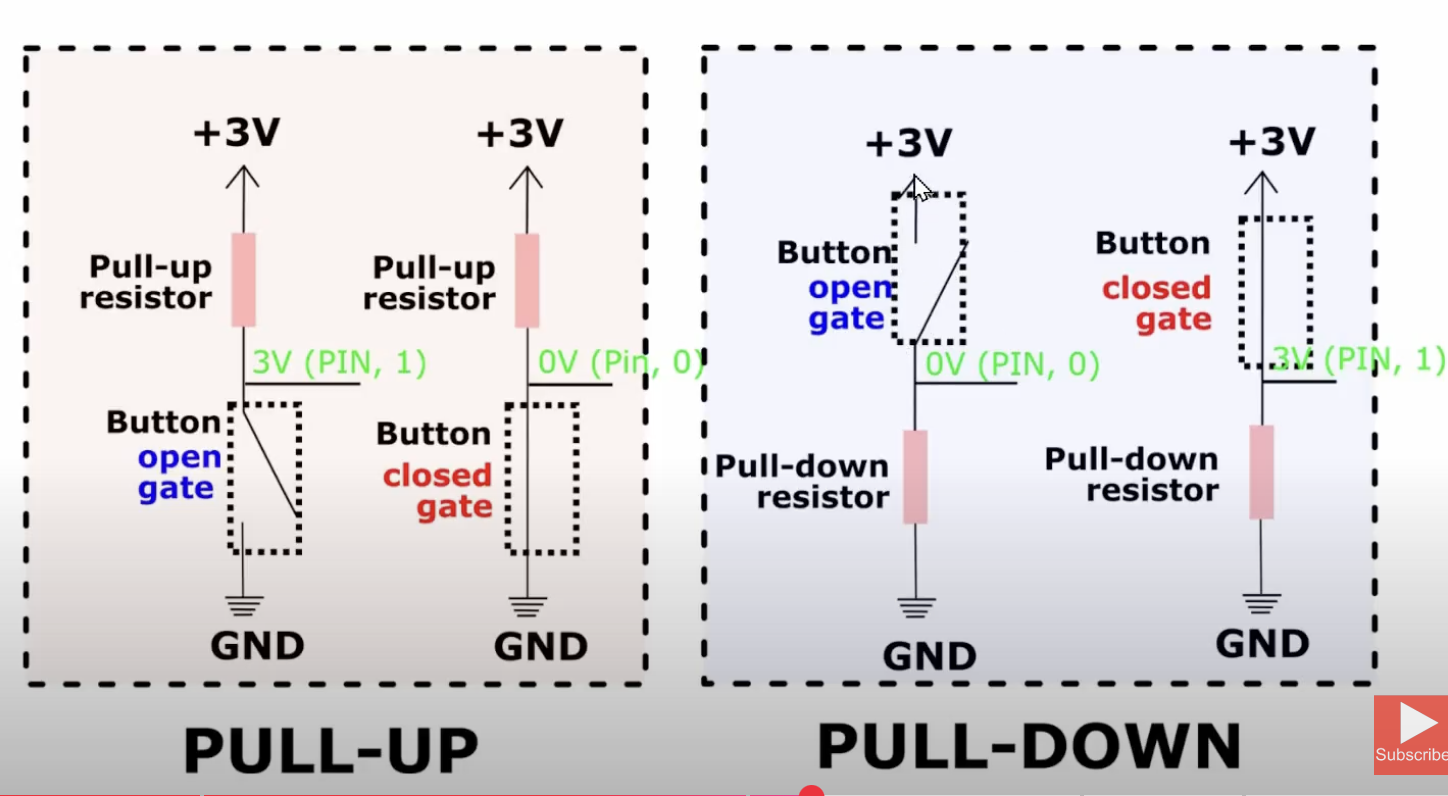 +3V
Pull-up
resistor
3V (PIN, 1)
Button
open
gate
GND
+3V
Pull-up
resistor
0V (Pin, 0)
Button
closed
gate
GND
PULL-UP
+3V
Button
open
gate
0V (PIN, 0)
Pull-down
resistor
GND
+3V
Button
closed
gate
3V (PIN, 1)
Pull-down
resistor
GND
PULL-DOWN
Subscribe